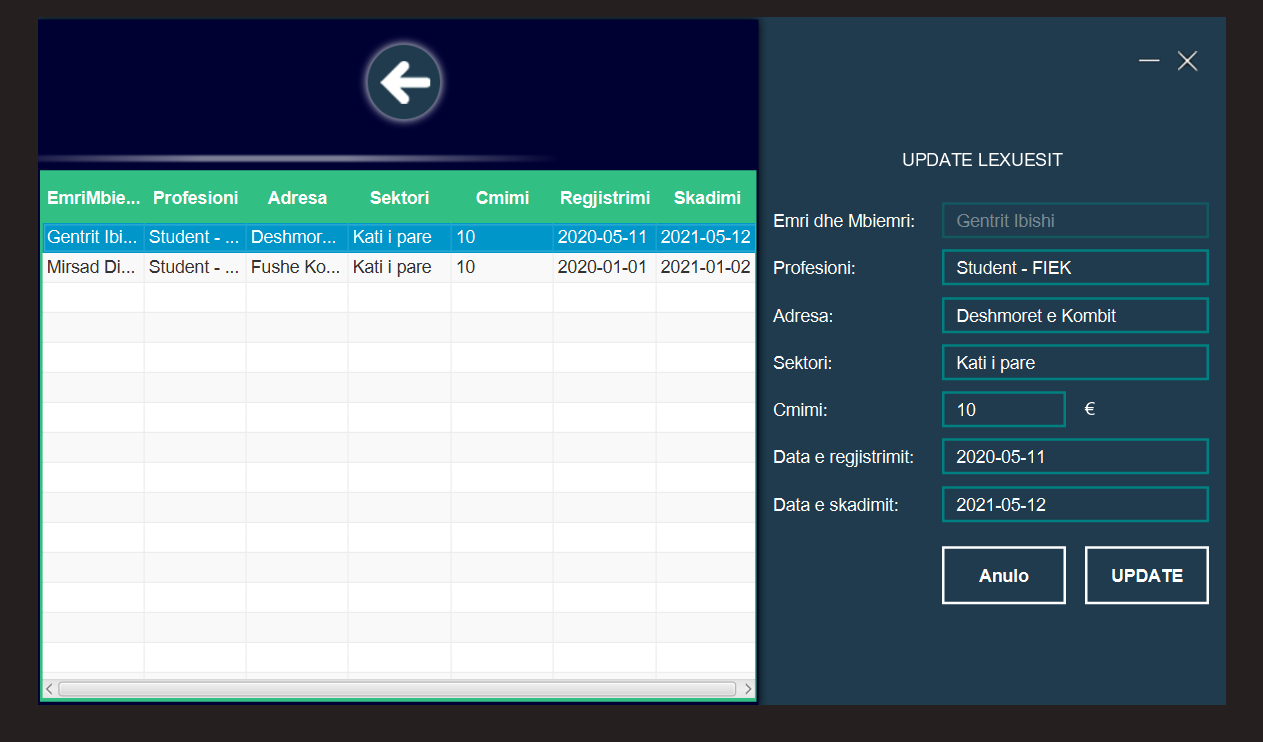 EmriMbie... Profesioni Adresa Sektori Cmimi Regjistrimi Skadimi
Gentrit Ibi... Student - ... Deshmor... Kati i pare 10 2020-05-11 2021-05-12
Mirsad Di... Student - ... Fushe Ko... Kati i pare 10 2020-01-01 2021-01-02
UPDATE LEXUESIT
Emri dhe Mbiemri: Gentrit Ibishi
Profesioni: Student - FIEK
Adresa: Deshmoret e Kombit
Sektori: Kati i pare
Cmimi: 10 €
Data e regjistrimit: 2020-05-11
Data e skadimit: 2021-05-12
Anulo UPDATE